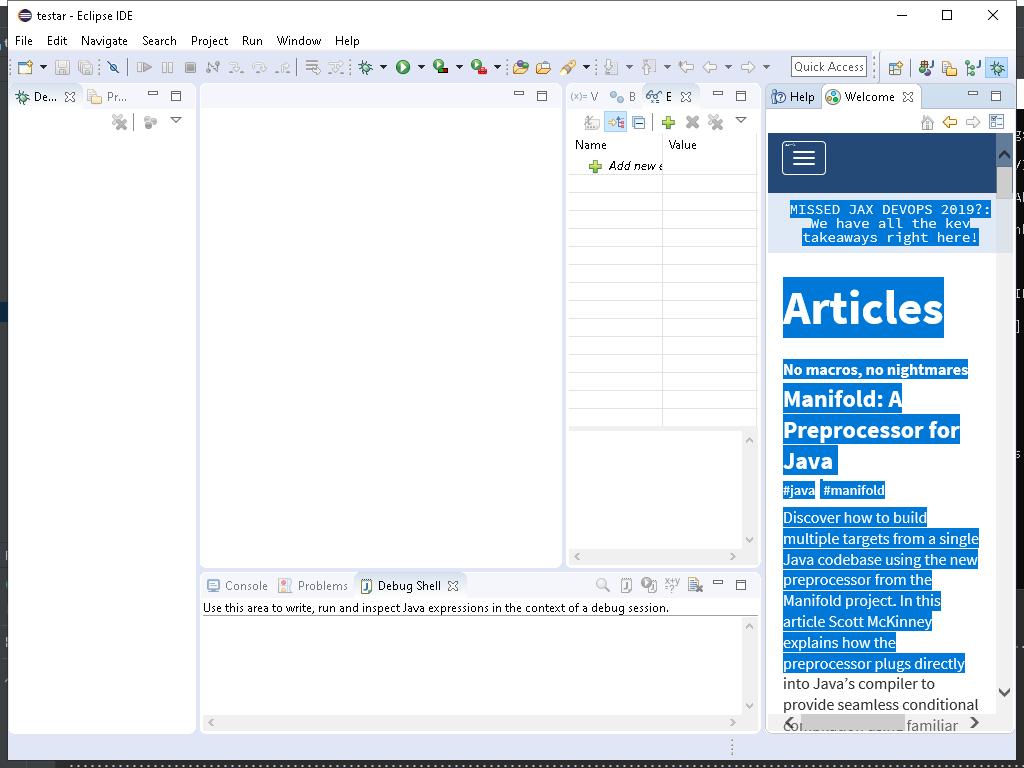 testar - Eclipse IDE
File Edit Navigate Search Project Run Window Help
Quick Access
De... Pr... (x)= V B E Help Welcome
Name Value
Add new e
MISSED JAX DEVOPS 2019?:
We have all the key
takeaways right here!
Articles
No macros, no nightmares
Manifold: A
Preprocessor for
Java
#java #manifold
Discover how to build
multiple targets from a single
Java codebase using the new
preprocessor from the
Manifold project. In this
article Scott McKinney
explains how the
preprocessor plugs directly
into Java’s compiler to
provide seamless conditional
familiar
Console Problems Debug Shell
Use this area to write, run and inspect Java expressions in the context of a debug session.